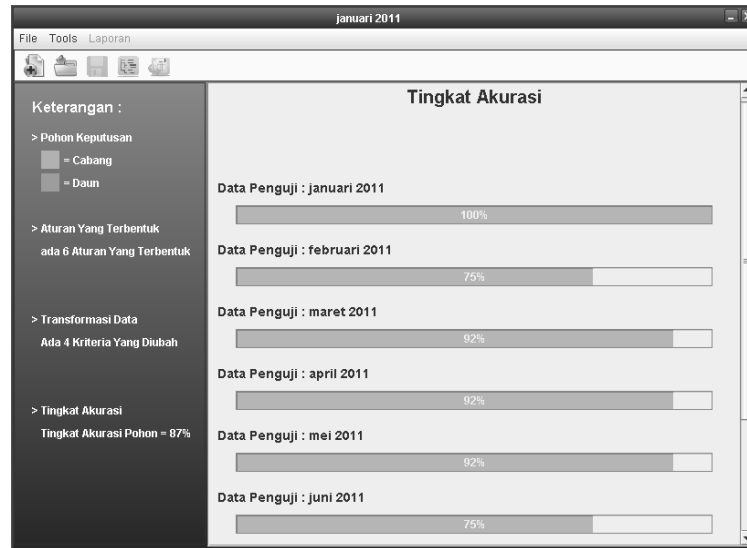 januari 2011
File Tools Laporan
Keterangan :
> Pohon Keputusan
= Cabang
= Daun
> Aturan Yang Terbentuk
ada 6 Aturan Yang Terbentuk
> Transformasi Data
Ada 4 Kriteria Yang Diubah
> Tingkat Akurasi
Tingkat Akurasi Pohon = 87%
Tingkat Akurasi
Data Penguji : januari 2011
100%
Data Penguji : februari 2011
75%
Data Penguji : maret 2011
92%
Data Penguji : april 2011
92%
Data Penguji : mei 2011
92%
Data Penguji : juni 2011
75%